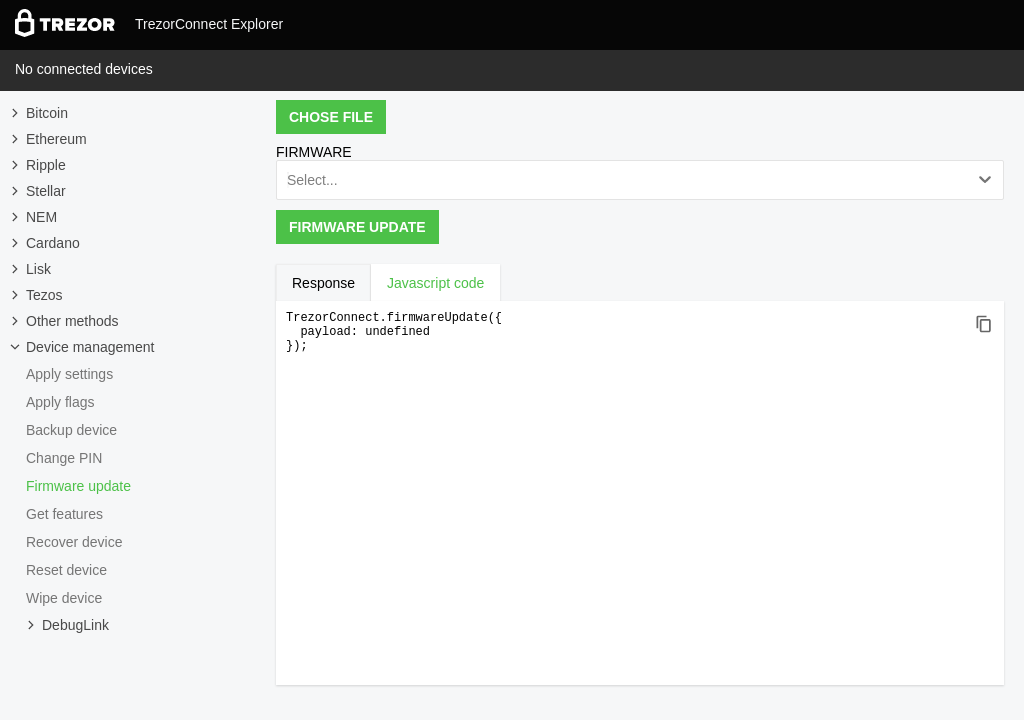 TREZOR
TrezorConnect Explorer
No connected devices
Bitcoin
Ethereum
Ripple
Stellar
NEM
Cardano
Lisk
Tezos
Other methods
Device management
Apply settings
Apply flags
Backup device
Change PIN
Firmware update
Get features
Recover device
Reset device
Wipe device
DebugLink
CHOSE FILE
FIRMWARE
Select...
FIRMWARE UPDATE
Response
Javascript code
TrezorConnect.firmwareUpdate({
  payload: undefined
});